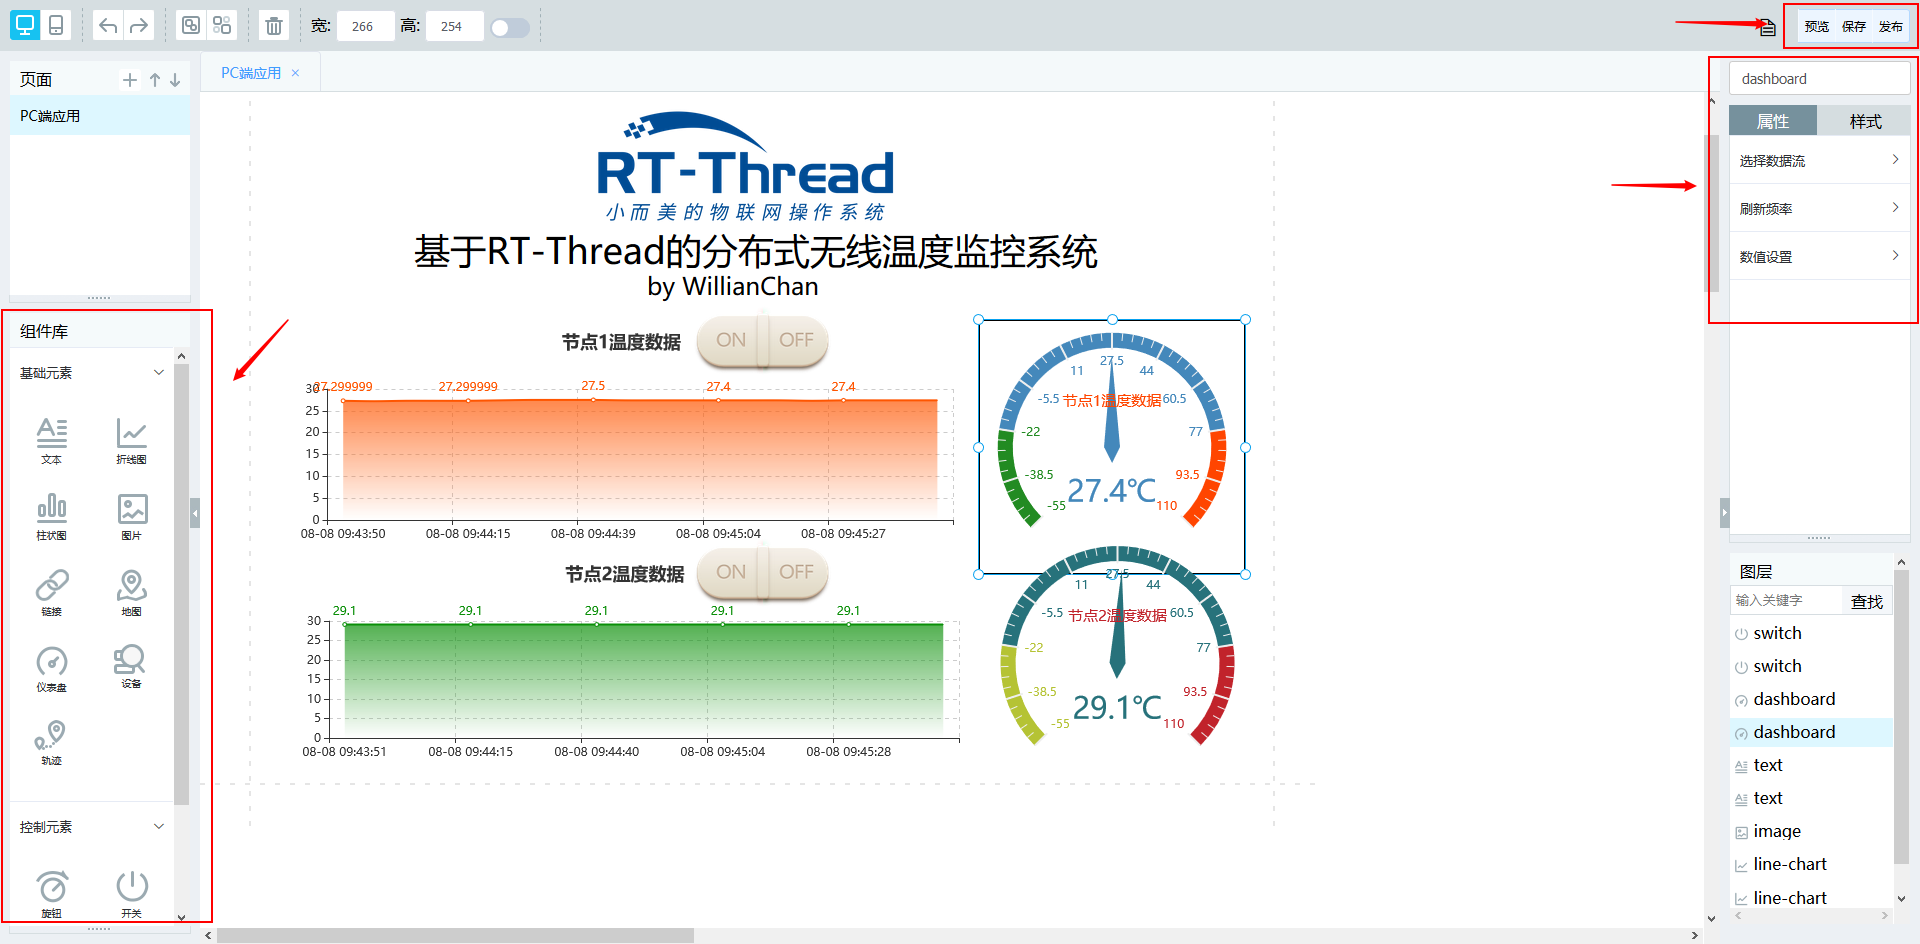 宽: 266 高: 254
预览 保存 发布
页面
PC端应用
PC端应用 ×
dashboard
属性 样式
选择数据流
刷新频率
数值设置
RT-Thread
小而美的物联网操作系统
基于RT-Thread的分布式无线温度监控系统
by WillianChan
组件库
基础元素
文本 折线图
柱状图 图片
链接 地图
仪表盘 设备
轨迹
控制元素
旋钮 开关
节点1温度数据 ON OFF
27.299999 27.299999 27.5 27.4 27.4
30
25
20
15
10
5
0
08-08 09:43:50 08-08 09:44:15 08-08 09:44:39 08-08 09:45:04 08-08 09:45:27
节点2温度数据 ON OFF
29.1 29.1 29.1 29.1 29.1
30
25
20
15
10
5
0
08-08 09:43:51 08-08 09:44:15 08-08 09:44:40 08-08 09:45:04 08-08 09:45:28
27.5
11 44
-5.5 节点1温度数据 60.5
-22 77
-38.5 93.5
-55 27.4℃ 110
27.5
11 44
-5.5 节点2温度数据 60.5
-22 77
-38.5 93.5
-55 29.1℃ 110
图层
输入关键字 查找
switch
switch
dashboard
dashboard
text
text
image
line-chart
line-chart